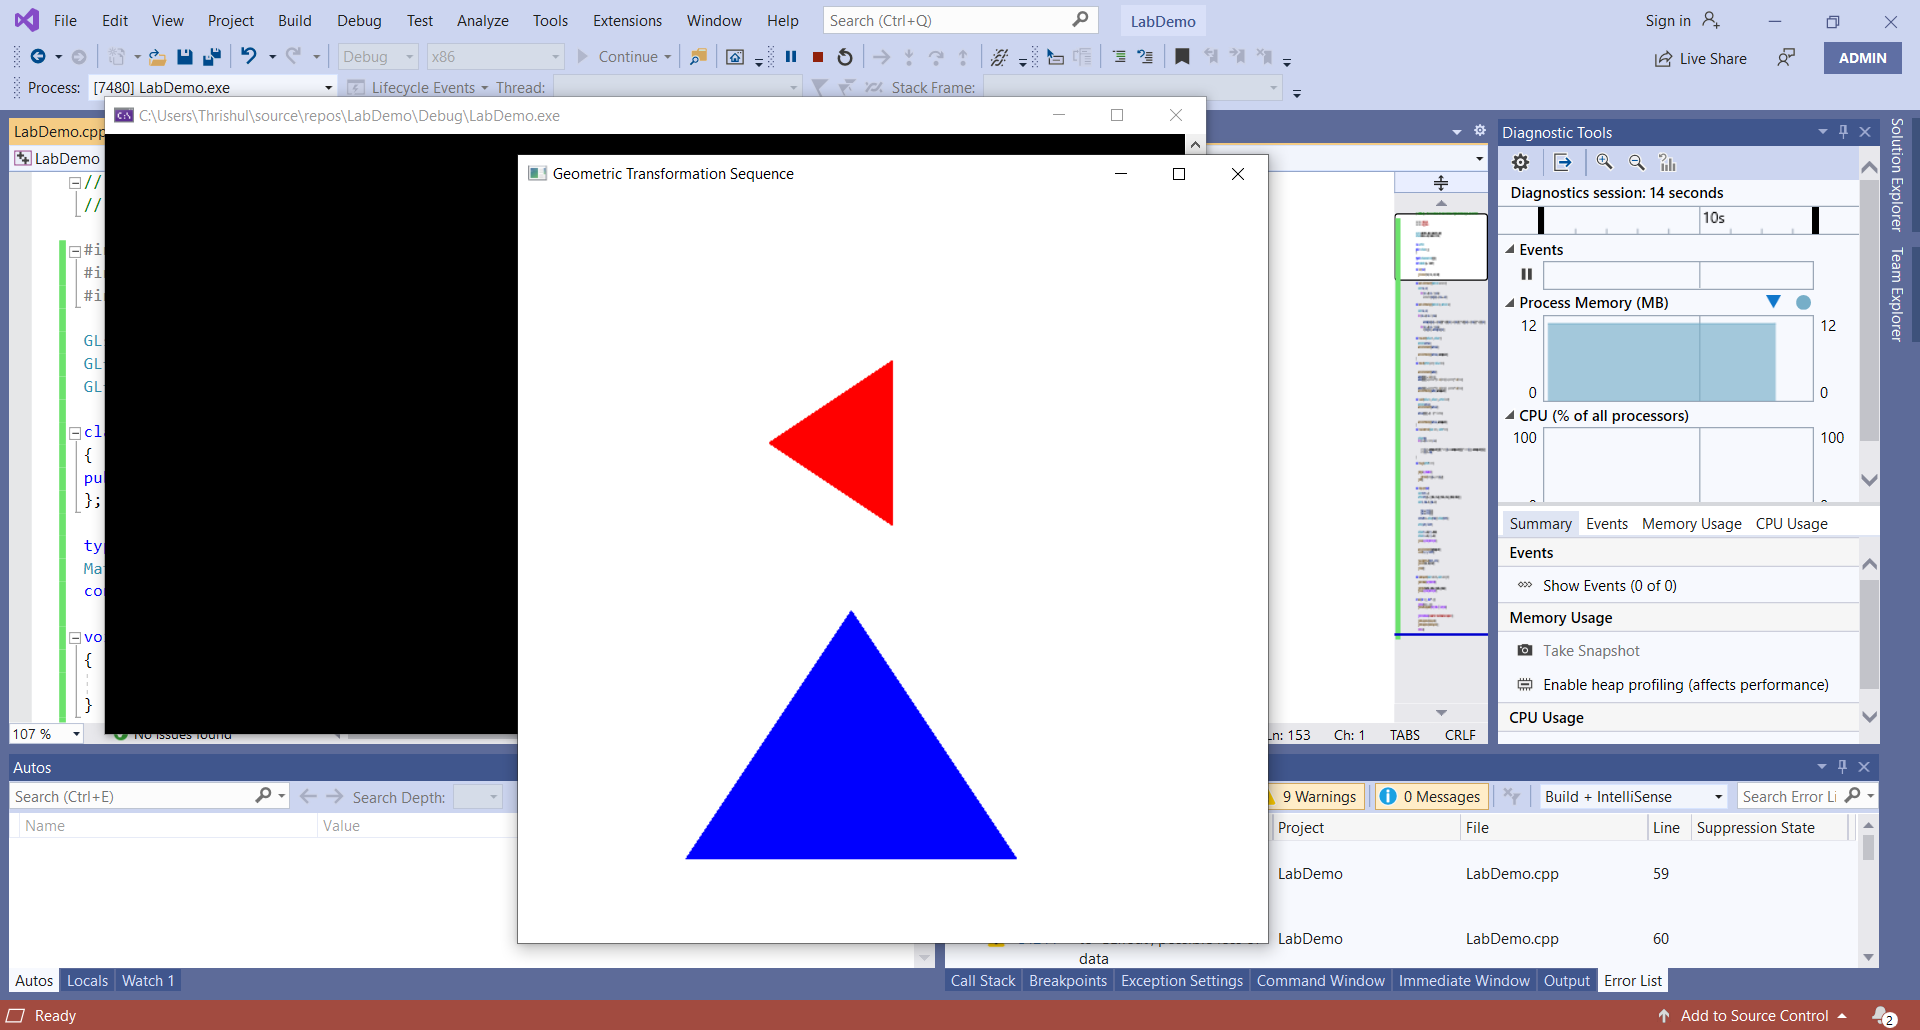 File Edit View Project Build Debug Test Analyze Tools Extensions Window Help Search (Ctrl+Q) LabDemo Sign in
Debug x86 Continue Live Share ADMIN
Process: [7480] LabDemo.exe Lifecycle Events Thread: Stack Frame:
C:\Users\Thrishul\source\repos\LabDemo\Debug\LabDemo.exe
LabDemo.cpp
LabDemo
//
//
#in
#in
#in
GL
GL
GL
cl
{
pu
};
ty
Ma
co
vo
{
}
Geometric Transformation Sequence
107 % No issues found Ln: 153 Ch: 1 TABS CRLF
Diagnostic Tools
Diagnostics session: 14 seconds
10s
Events
Process Memory (MB)
12 12
0 0
CPU (% of all processors)
100 100
Summary Events Memory Usage CPU Usage
Events
Show Events (0 of 0)
Memory Usage
Take Snapshot
Enable heap profiling (affects performance)
CPU Usage
Solution Explorer
Team Explorer
Autos
Search (Ctrl+E) Search Depth:
Name Value
Autos Locals Watch 1
9 Warnings 0 Messages Build + IntelliSense Search Error Li
Project File Line Suppression State
LabDemo LabDemo.cpp 59
LabDemo LabDemo.cpp 60
data
Call Stack Breakpoints Exception Settings Command Window Immediate Window Output Error List
Ready Add to Source Control 2